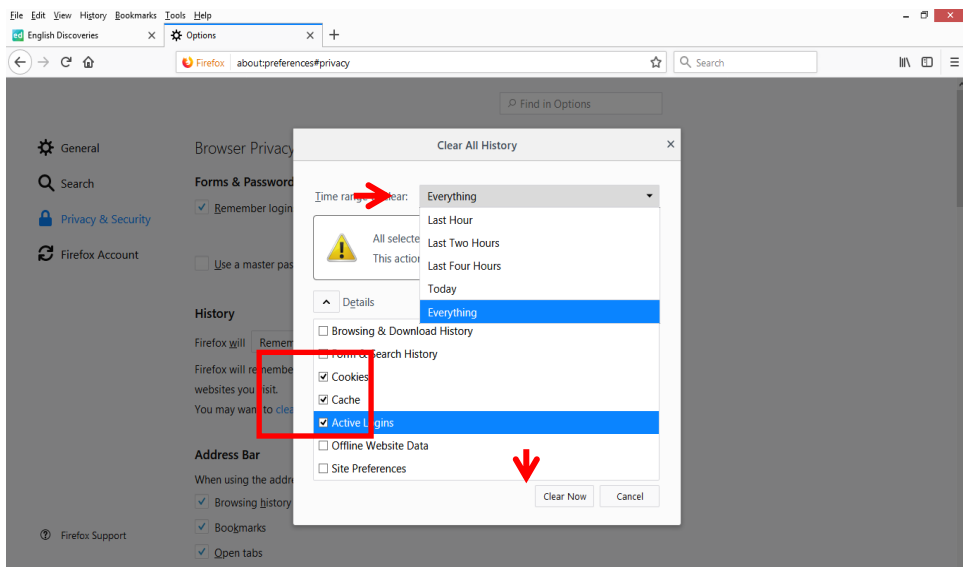 File Edit View History Bookmarks Tools Help
ed English Discoveries
Options
Firefox about:preferences#privacy
Search
Find in Options
General
Search
Privacy & Security
Firefox Account
Firefox Support
Browser Privacy
Forms & Password
Remember login
Use a master pas
History
Firefox will Remem
Firefox will remembe
websites you visit.
You may want to clea
Address Bar
When using the addre
Browsing history
Bookmarks
Open tabs
Clear All History
Time range clear: Everything
Last Hour
Last Two Hours
Last Four Hours
Today
Everything
All selecte
This action
Details
Browsing & Download History
Form & Search History
Cookies
Cache
Active Logins
Offline Website Data
Site Preferences
Clear Now Cancel